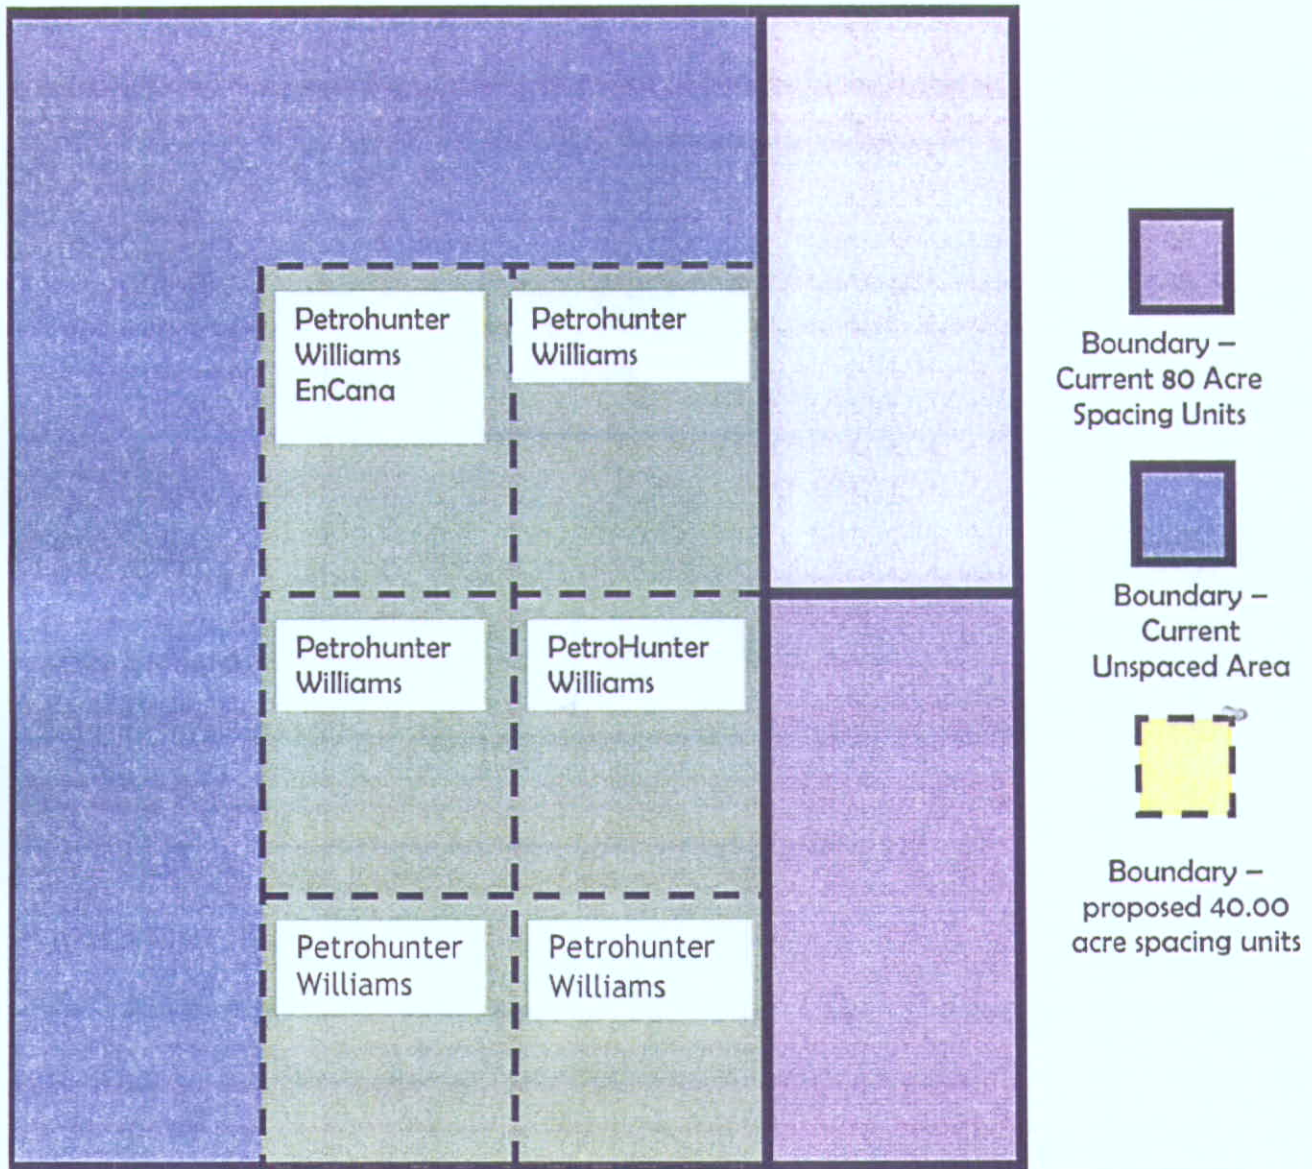 Petrohunter
Williams
EnCana
Petrohunter
Williams
Petrohunter
Williams
PetroHunter
Williams
Petrohunter
Williams
Petrohunter
Williams
Boundary –
Current 80 Acre
Spacing Units
Boundary –
Current
Unspaced Area
Boundary –
proposed 40.00
acre spacing units